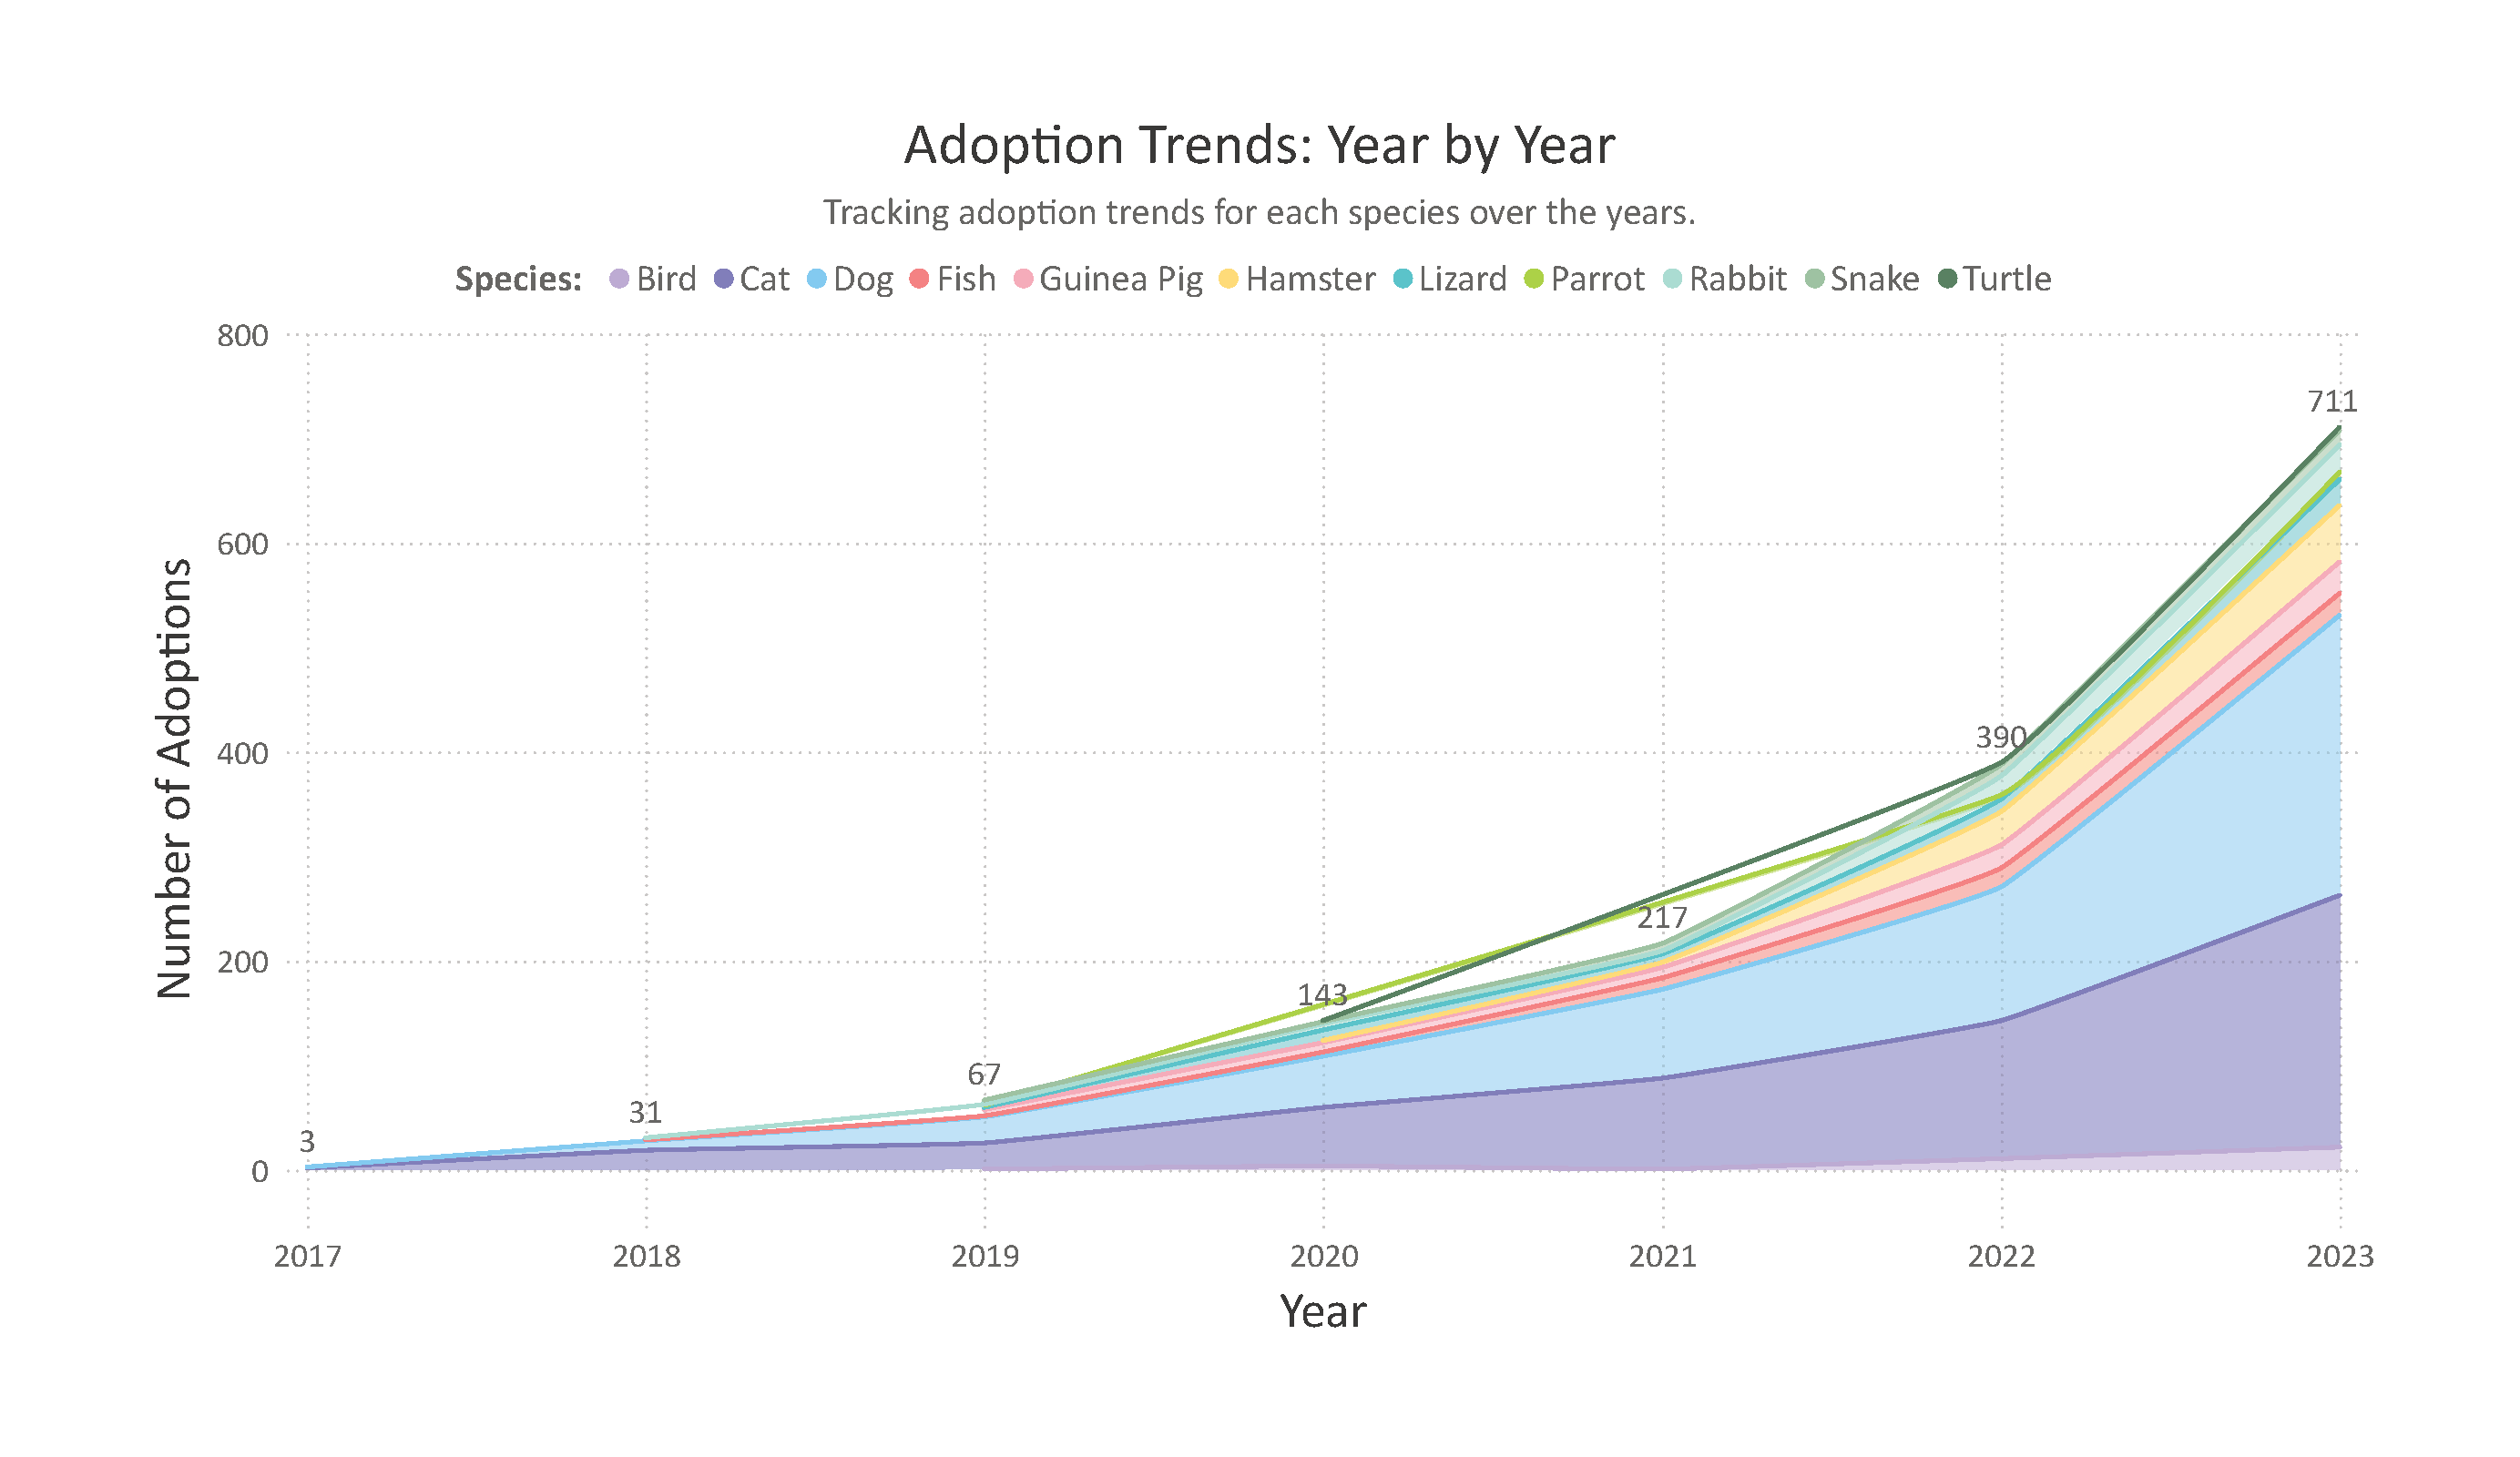 Adoption Trends: Year by Year
Tracking adoption trends for each species over the years.
Species: Bird Cat Dog Fish Guinea Pig Hamster Lizard Parrot Rabbit Snake Turtle
Number of Adoptions
800
600
400
200
0
711
390
217
143
67
31
3
2017 2018 2019 2020 2021 2022 2023
Year